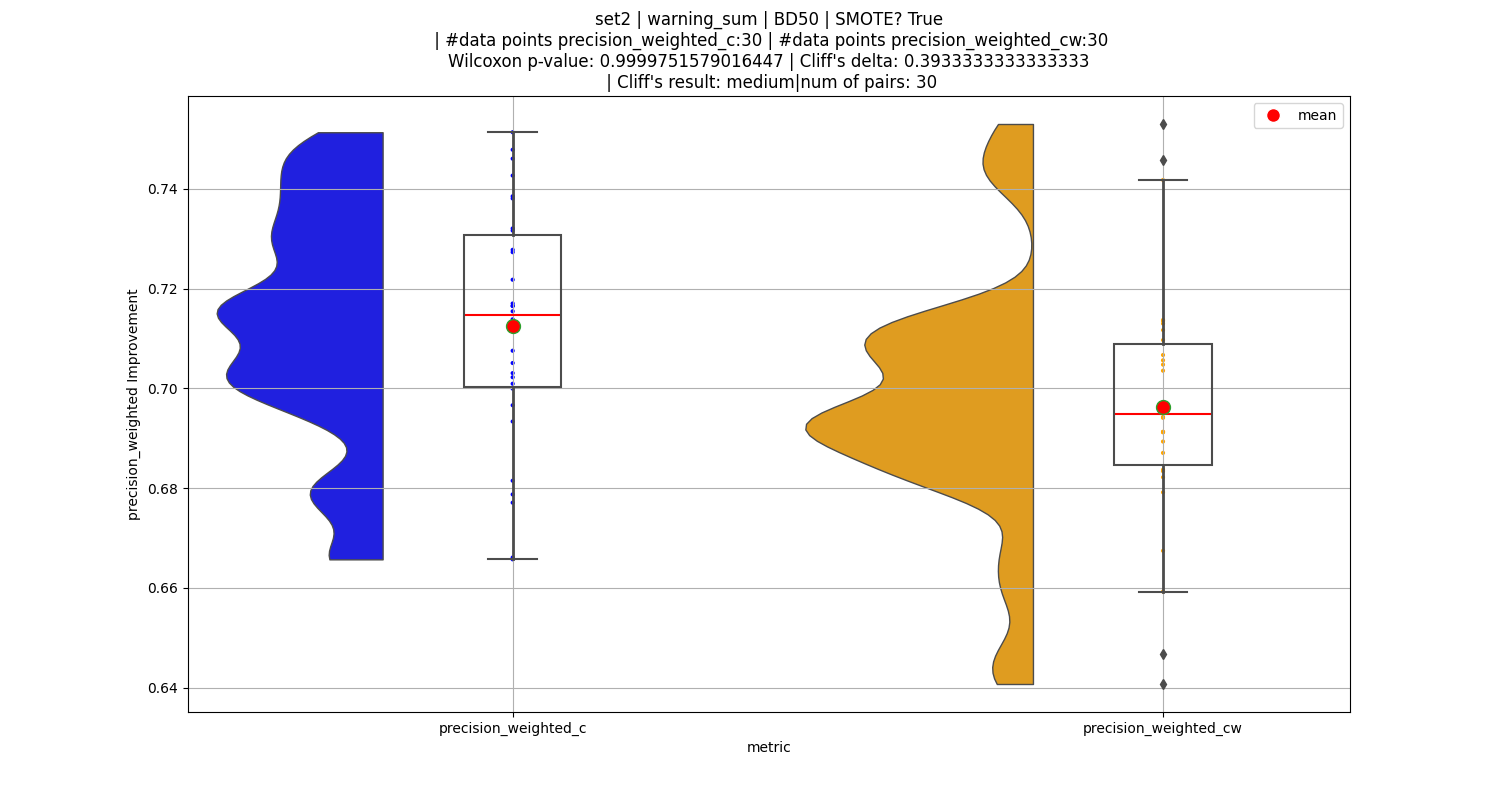 set2 | warning_sum | BD50 | SMOTE? True
| #data points precision_weighted_c:30 | #data points precision_weighted_cw:30
Wilcoxon p-value: 0.9999751579016447 | Cliff's delta: 0.3933333333333333
| Cliff's result: medium|num of pairs: 30
mean
0.74
0.72
0.70
0.68
0.66
0.64
precision_weighted Improvement
precision_weighted_c
precision_weighted_cw
metric